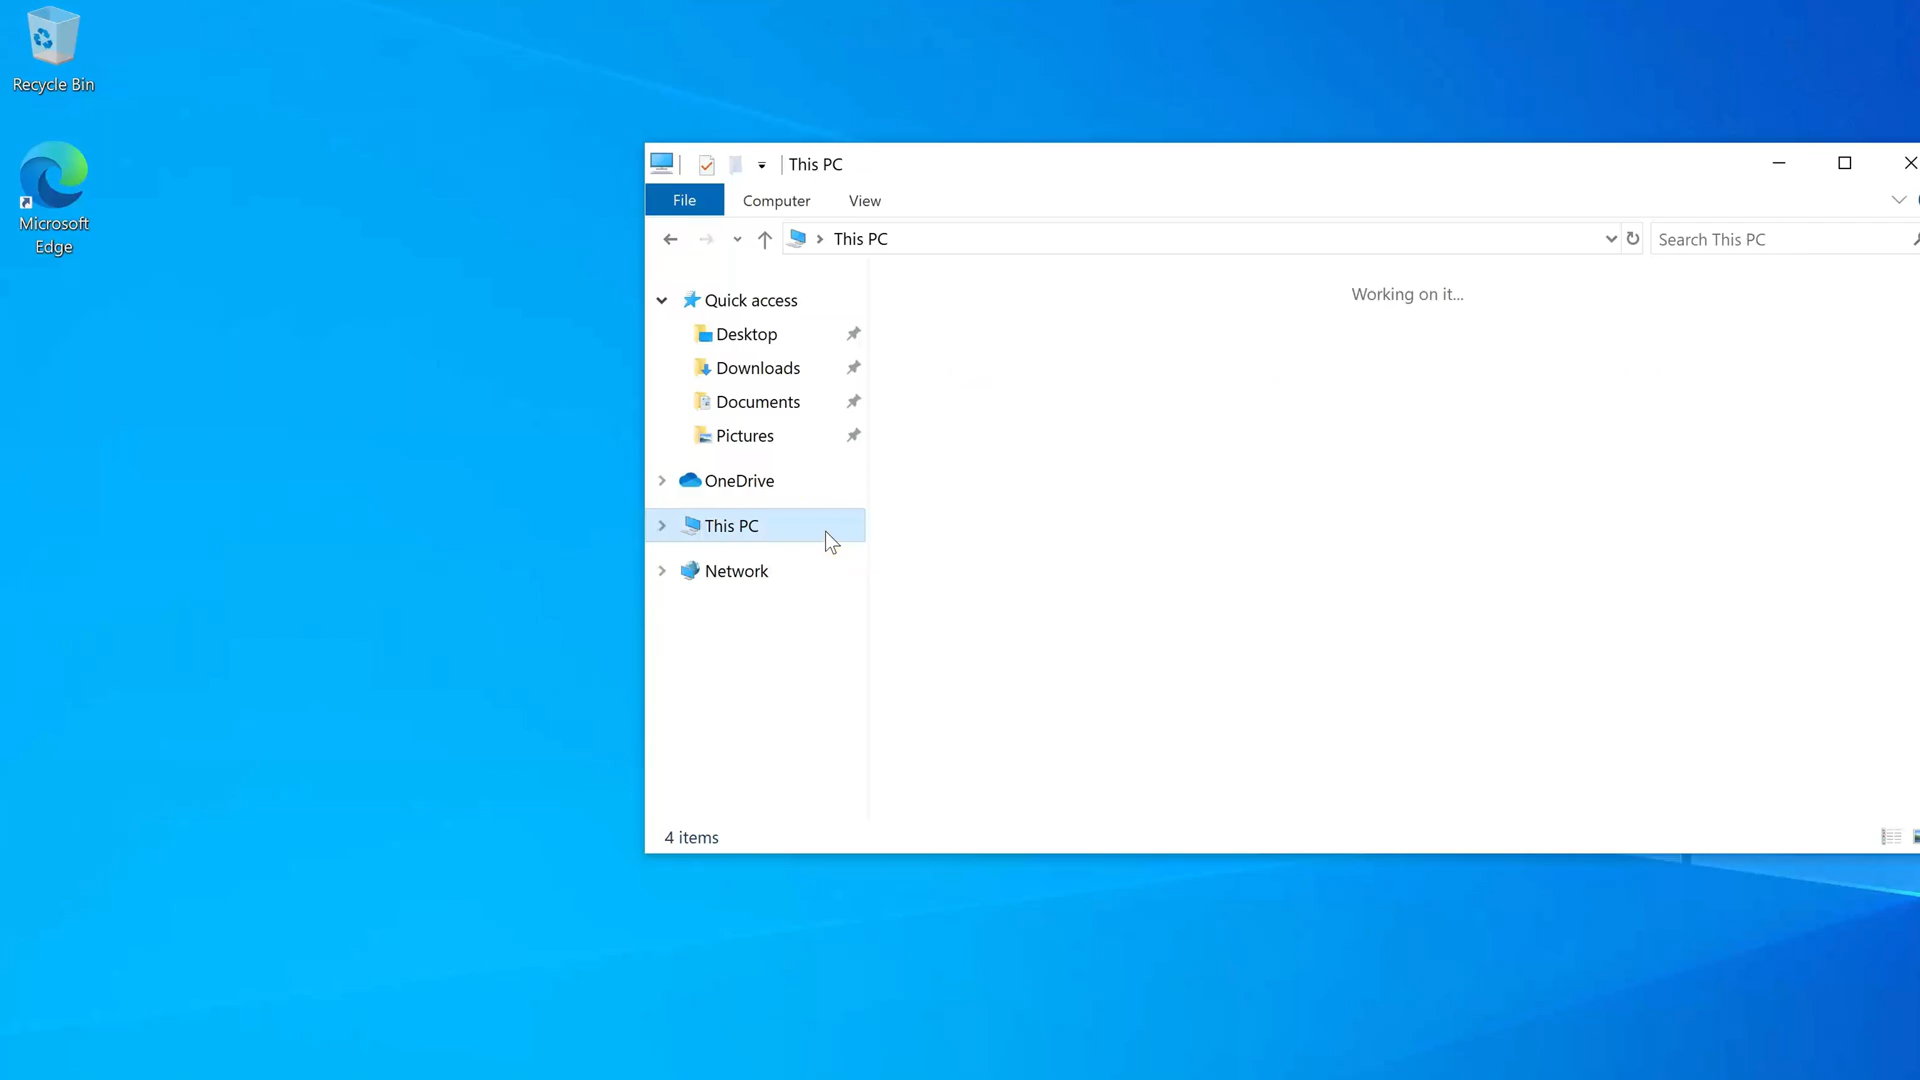 Recycle Bin
Microsoft
Edge
This PC
File
Computer
View
This PC
Search This PC
Quick access
Desktop
Downloads
Documents
Pictures
OneDrive
This PC
Network
Working on it...
4 items